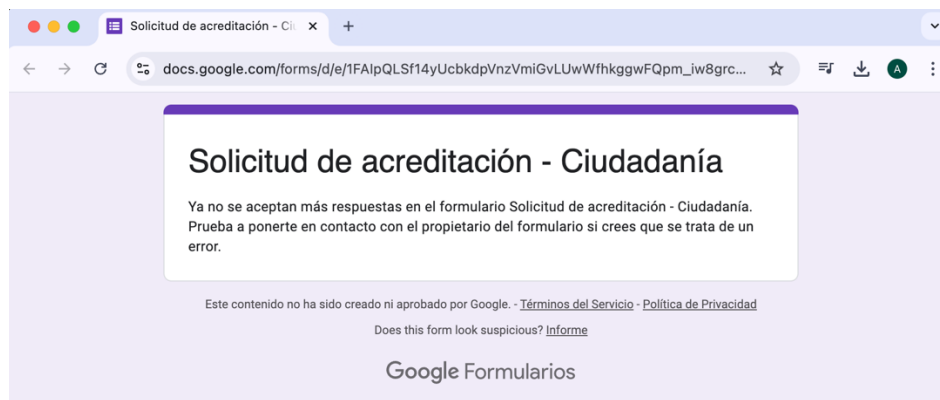 Solicitud de acreditación - Ciu
docs.google.com/forms/d/e/1FAIpQLSf14yUcbkdpVnzVmiGvLUwWfhkggwFQpm_iw8grc...
A
Solicitud de acreditación - Ciudadanía
Ya no se aceptan más respuestas en el formulario Solicitud de acreditación - Ciudadanía.
Prueba a ponerte en contacto con el propietario del formulario si crees que se trata de un
error.
Este contenido no ha sido creado ni aprobado por Google. - Términos del Servicio - Política de Privacidad
Does this form look suspicious? Informe
Google Formularios